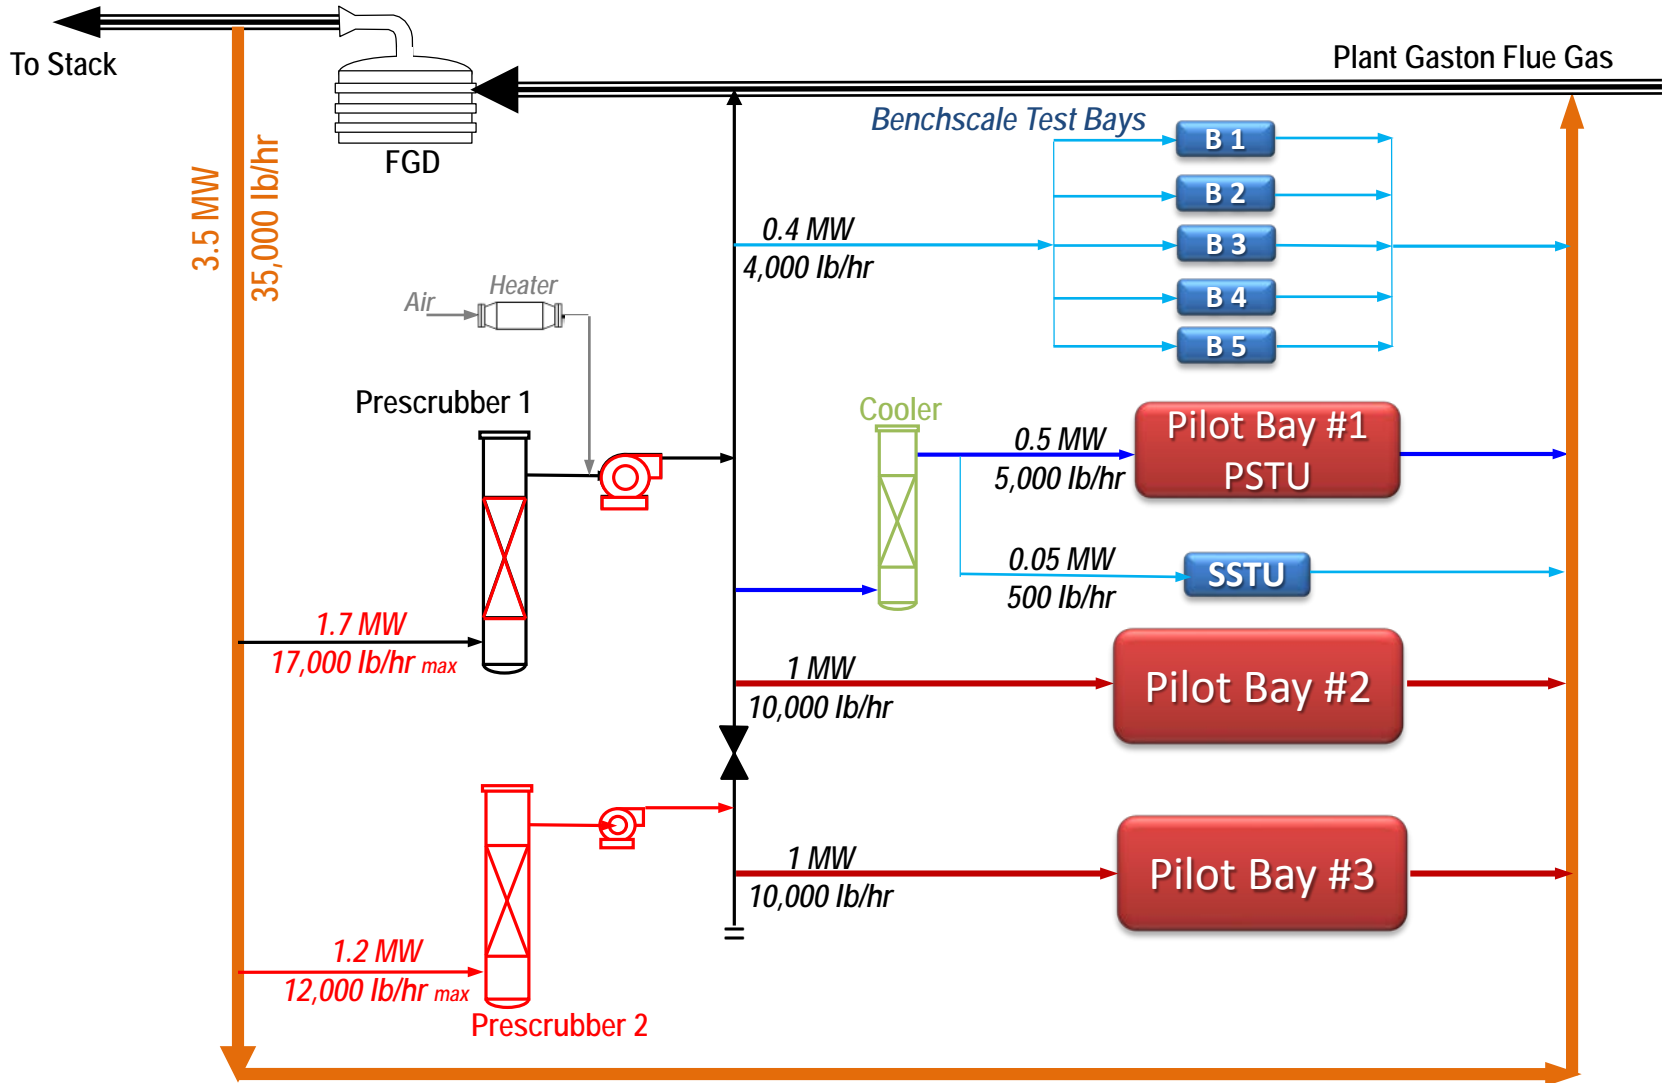 To Stack
Plant Gaston Flue Gas
FGD
Benchscale Test Bays
B 1
B 2
B 3
B 4
B 5
3.5 MW
35,000 lb/hr
0.4 MW
4,000 lb/hr
Air
Heater
Prescrubber 1
Cooler
0.5 MW
5,000 lb/hr
Pilot Bay #1
PSTU
0.05 MW
500 lb/hr
SSTU
1.7 MW
17,000 lb/hr max
1 MW
10,000 lb/hr
Pilot Bay #2
1 MW
10,000 lb/hr
Pilot Bay #3
1.2 MW
12,000 lb/hr max
Prescrubber 2